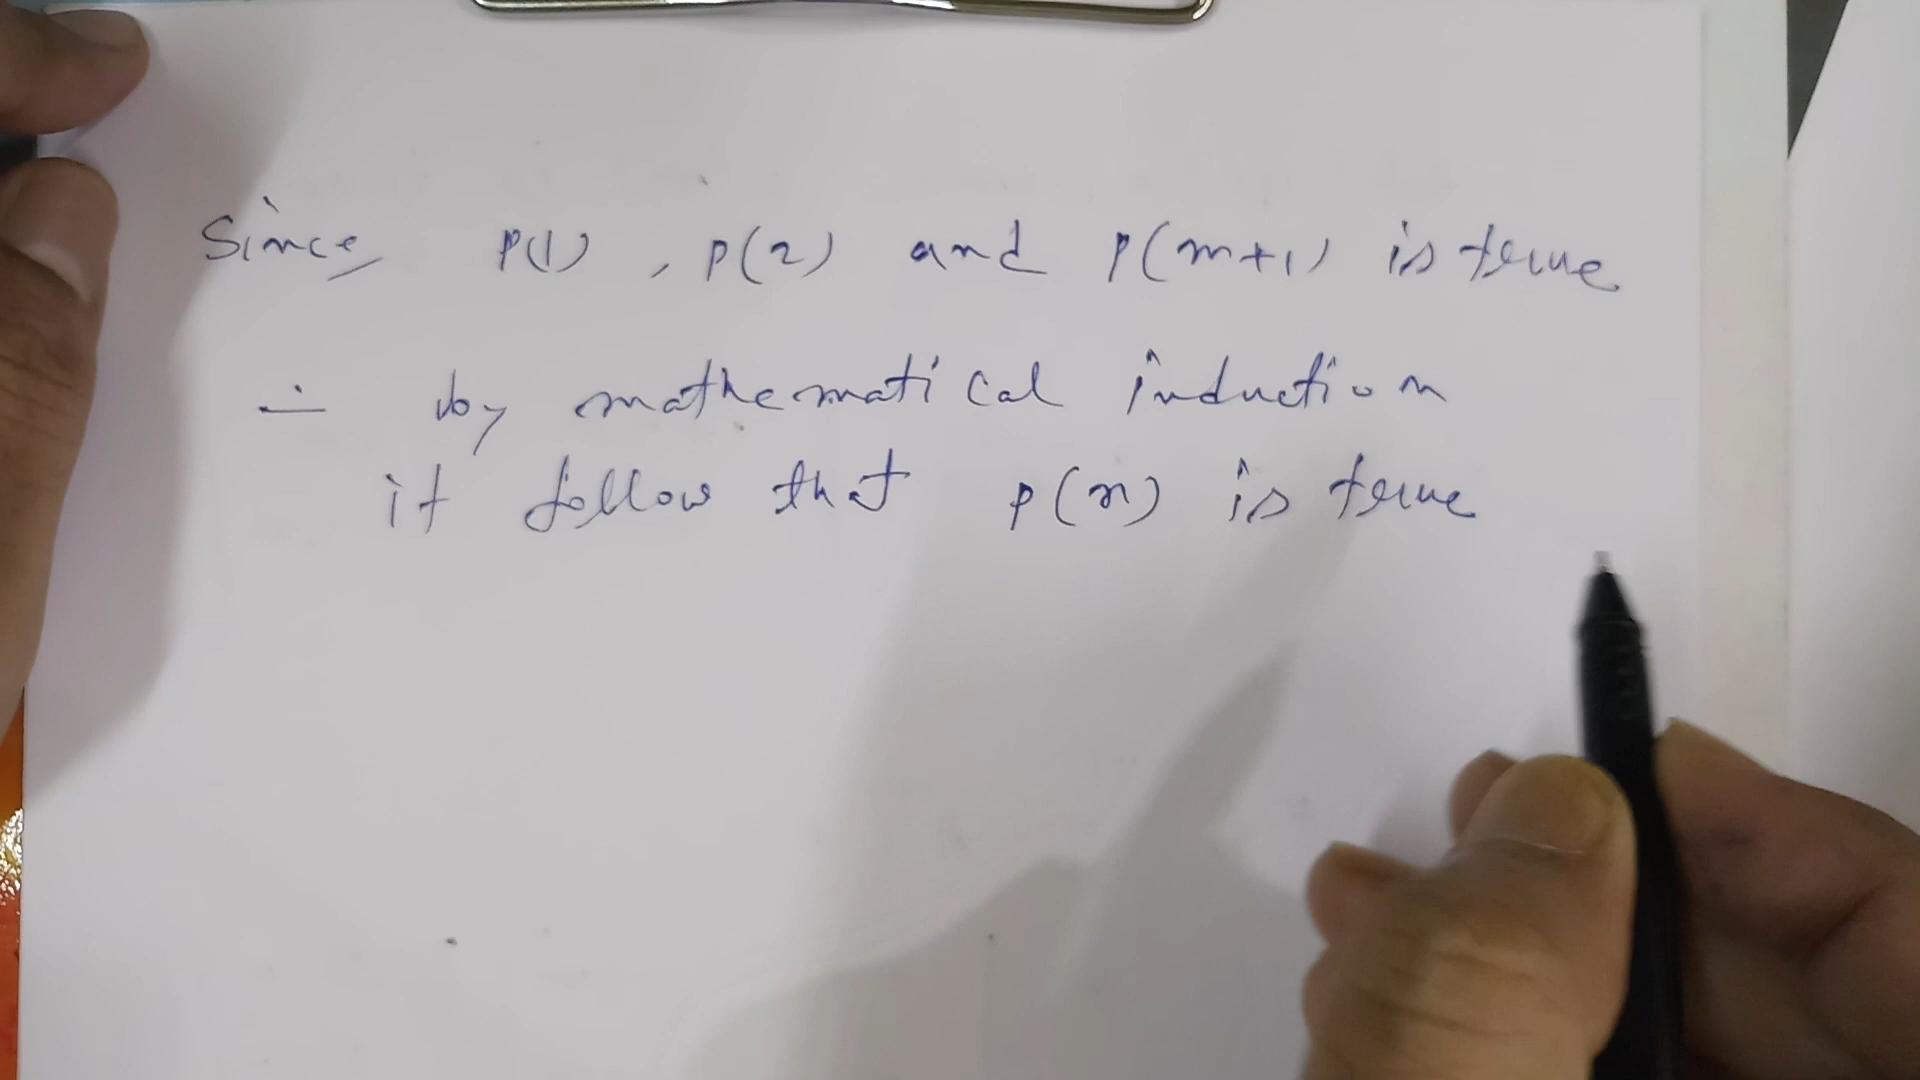 Since, P(1), P(2) and P(m+1) is true
∴ by mathematical induction
it follow that P(n) is true